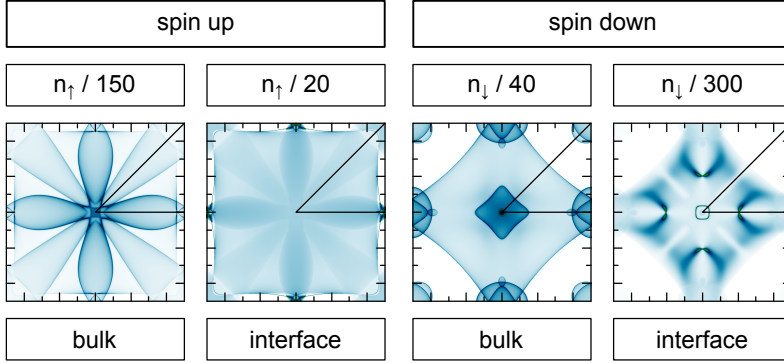 spin up
spin down
n↑ / 150
n↑ / 20
n↓ / 40
n↓ / 300
bulk
interface
bulk
interface